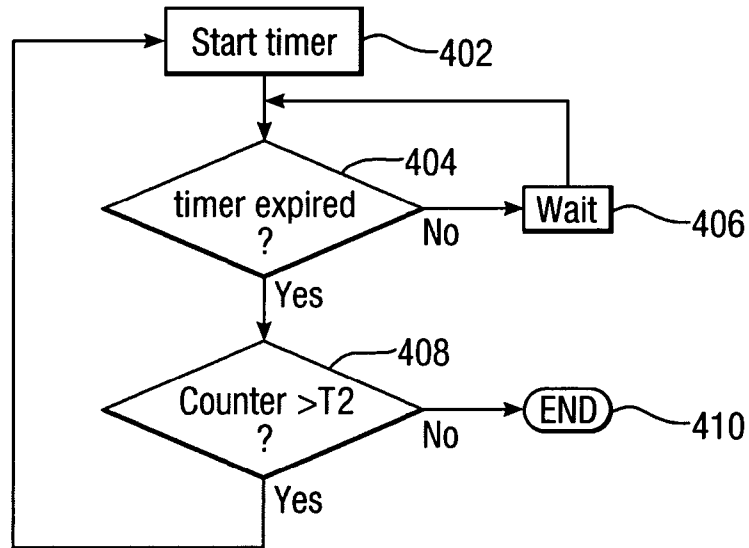 Start timer
402
404
timer expired
?
No
Wait
406
Yes
408
Counter >T2
?
No
END
410
Yes